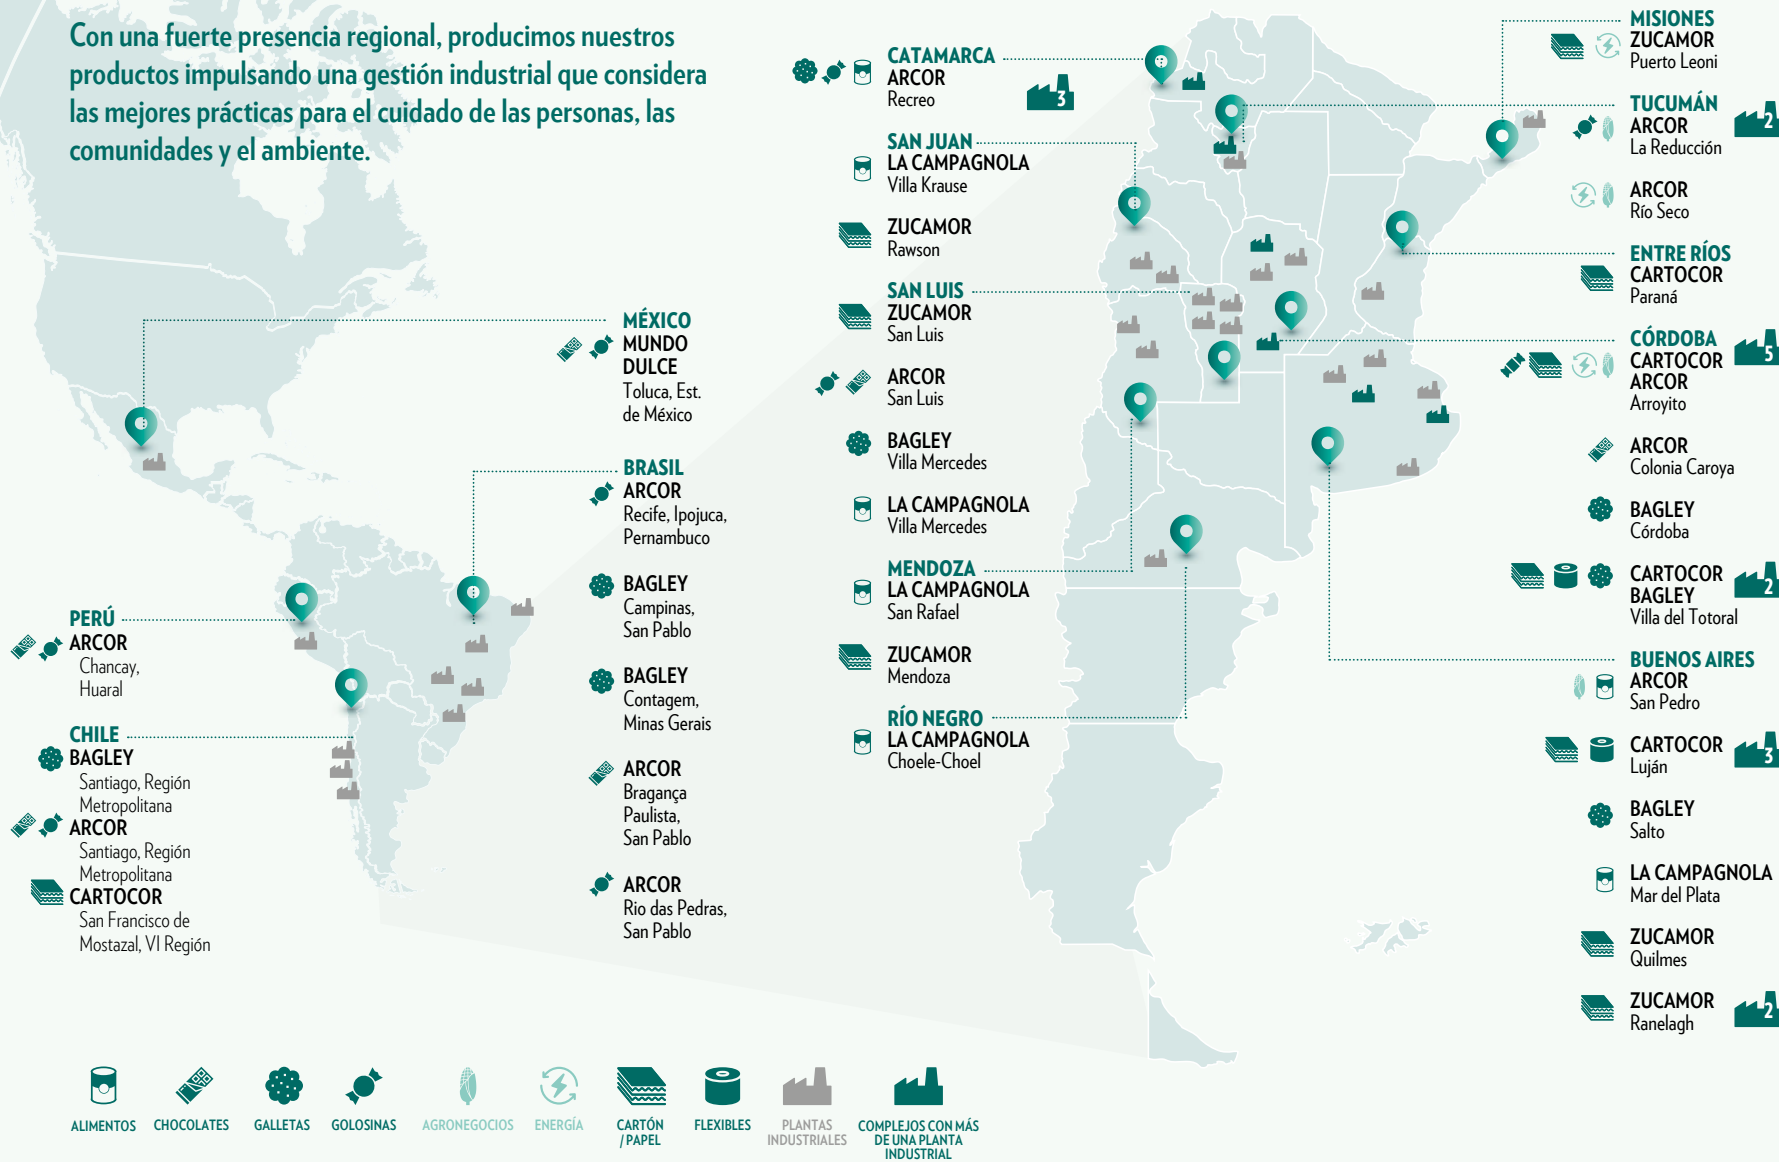 Con una fuerte presencia regional, producimos nuestros
productos impulsando una gestión industrial que considera
las mejores prácticas para el cuidado de las personas, las
comunidades y el ambiente.
MÉXICO
MUNDO
DULCE
Toluca, Est.
de México
BRASIL
ARCOR
Recife, Ipojuca,
Pernambuco
BAGLEY
Campinas,
San Pablo
BAGLEY
Contagem,
Minas Gerais
ARCOR
Bragança
Paulista,
San Pablo
ARCOR
Rio das Pedras,
San Pablo
PERÚ
ARCOR
Chancay,
Huaral
CHILE
BAGLEY
Santiago, Región
Metropolitana
ARCOR
Santiago, Región
Metropolitana
CARTOCOR
San Francisco de
Mostazal, VI Región
CATAMARCA
ARCOR
Recreo
3
SAN JUAN
LA CAMPAGNOLA
Villa Krause
ZUCAMOR
Rawson
SAN LUIS
ZUCAMOR
San Luis
ARCOR
San Luis
BAGLEY
Villa Mercedes
LA CAMPAGNOLA
Villa Mercedes
MENDOZA
LA CAMPAGNOLA
San Rafael
ZUCAMOR
Mendoza
RÍO NEGRO
LA CAMPAGNOLA
Choele-Choel
MISIONES
ZUCAMOR
Puerto Leoni
TUCUMÁN
ARCOR
La Reducción
2
ARCOR
Río Seco
ENTRE RÍOS
CARTOCOR
Paraná
CÓRDOBA
CARTOCOR
ARCOR
Arroyito
5
ARCOR
Colonia Caroya
BAGLEY
Córdoba
CARTOCOR
BAGLEY
Villa del Totoral
2
BUENOS AIRES
ARCOR
San Pedro
CARTOCOR
Luján
3
BAGLEY
Salto
LA CAMPAGNOLA
Mar del Plata
ZUCAMOR
Quilmes
ZUCAMOR
Ranelagh
2
ALIMENTOS
CHOCOLATES
GALLETAS
GOLOSINAS
AGRONEGOCIOS
ENERGÍA
CARTÓN
/ PAPEL
FLEXIBLES
PLANTAS
INDUSTRIALES
COMPLEJOS CON MÁS
DE UNA PLANTA
INDUSTRIAL